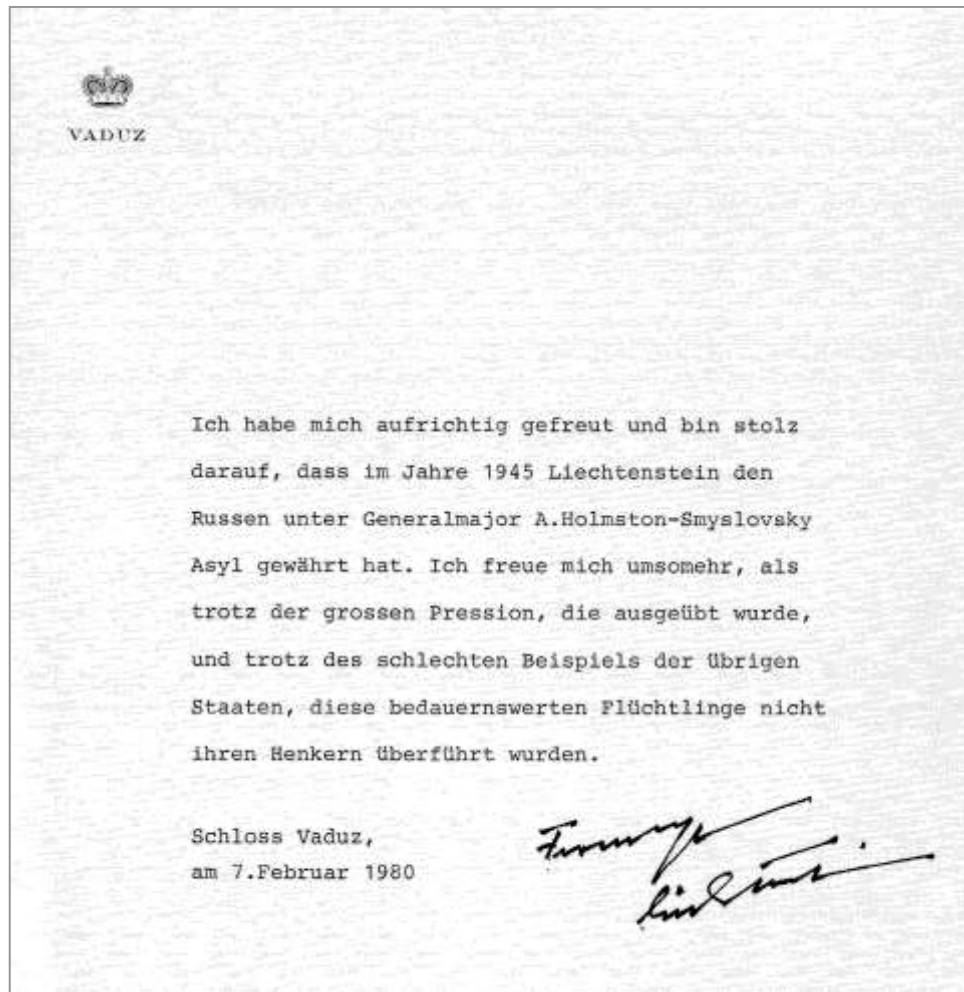 VADUZ
Ich habe mich aufrichtig gefreut und bin stolz
darauf, dass im Jahre 1945 Liechtenstein den
Russen unter Generalmajor A.Holmston-Smyslovsky
Asyl gewährt hat. Ich freue mich umsomehr, als
trotz der grossen Pression, die ausgeübt wurde,
und trotz des schlechten Beispiels der übrigen
Staaten, diese bedauernswerten Flüchtlinge nicht
ihren Henkern überführt wurden.
Schloss Vaduz,
am 7.Februar 1980